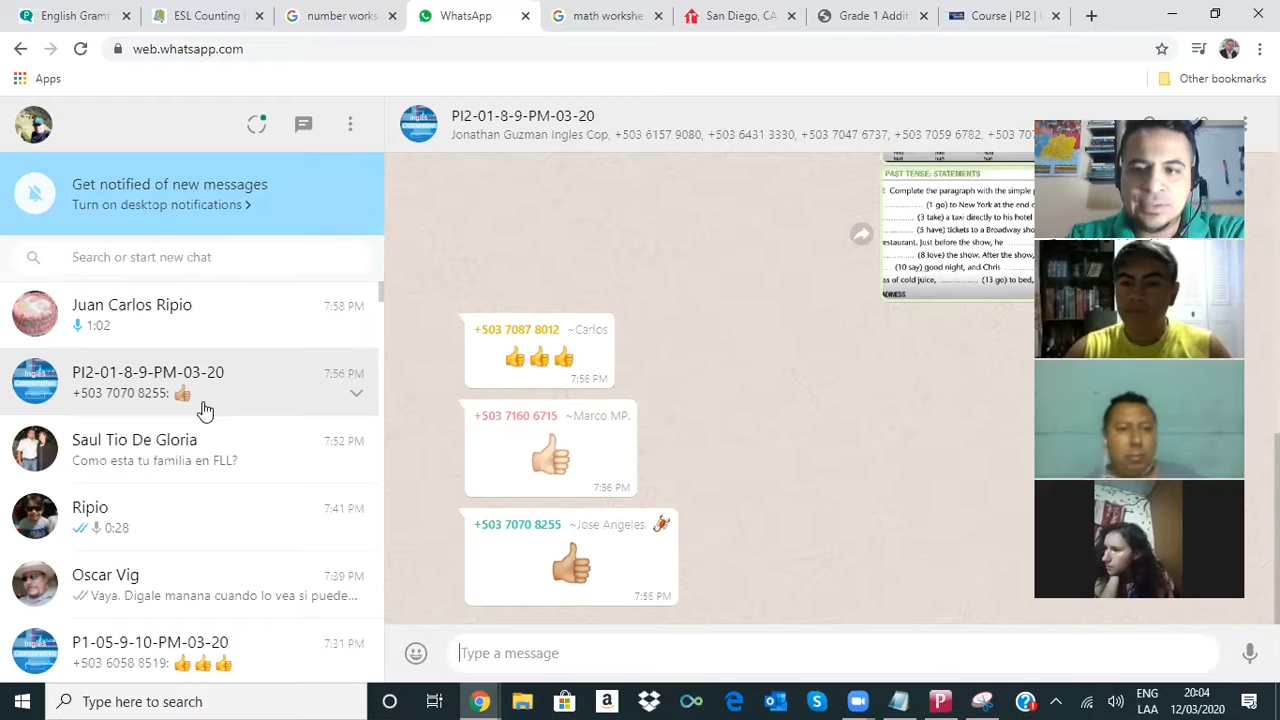 English Gramm
ESL Counting
number works
WhatsApp
math workshe
San Diego, CA
Grade 1 Addit
Course | PI2 |
web.whatsapp.com
Apps
Other bookmarks
Get notified of new messages
Turn on desktop notifications >
Search or start new chat
Juan Carlos Ripio 7:58 PM
1:02
PI2-01-8-9-PM-03-20 7:56 PM
+503 7070 8255: 👍
Saul Tio De Gloria 7:52 PM
Como esta tu familia en FLL?
Ripio 7:41 PM
0:28
Oscar Vig 7:39 PM
Vaya. Digale manana cuando lo vea si puede...
P1-05-9-10-PM-03-20 7:31 PM
+503 6058 8519: 👍👍👍
PI2-01-8-9-PM-03-20
Jonathan Guzman Ingles Cop, +503 6157 9080, +503 6431 3330, +503 7047 6737, +503 7059 6782, +503 707
PAST TENSE: STATEMENTS
Complete the paragraph with the simple p
(1 go) to New York at the end o
(3 take) a taxi directly to his hotel
(5 have) tickets to a Broadway sho
estaurant. Just before the show, he
(8 love) the show. After the show,
(10 say) good night, and Chris
ss of cold juice, (13 go) to bed,
+503 7087 8012 ~Carlos
👍👍👍
7:56 PM
+503 7160 6715 ~Marco MP.
👍
7:56 PM
+503 7070 8255 ~Jose Angeles. 🦂
👍
7:56 PM
Type a message
Type here to search
ENG
LAA
20:04
12/03/2020